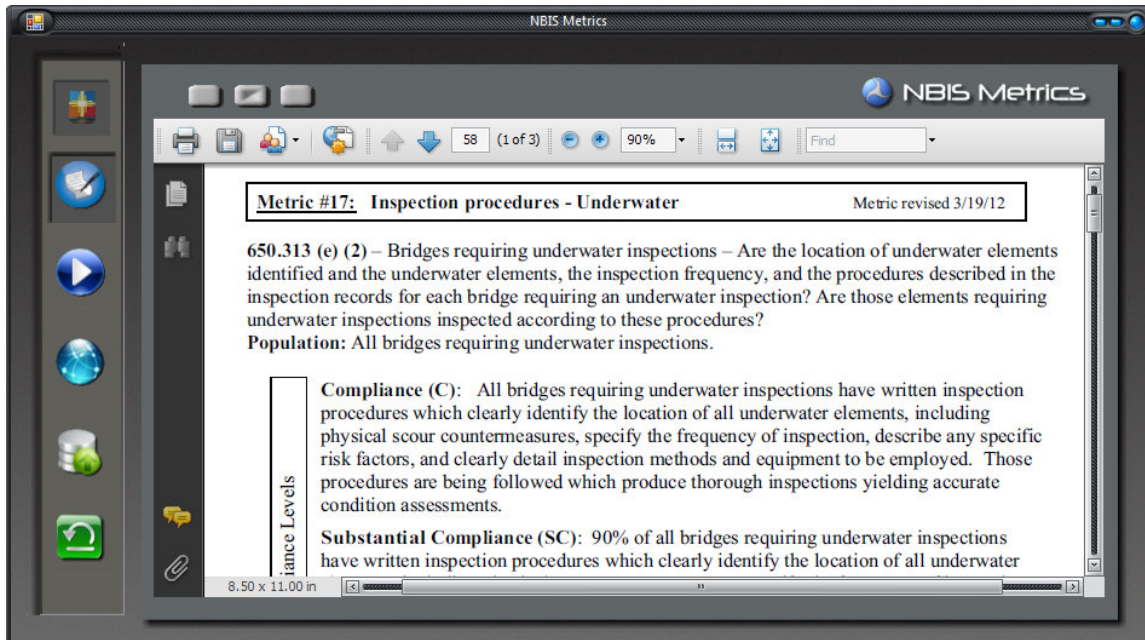 NBIS Metrics
NBIS Metrics
58 (1 of 3) 90% Find
Metric #17: Inspection procedures - Underwater Metric revised 3/19/12
650.313 (e) (2) – Bridges requiring underwater inspections – Are the location of underwater elements
identified and the underwater elements, the inspection frequency, and the procedures described in the
inspection records for each bridge requiring an underwater inspection? Are those elements requiring
underwater inspections inspected according to these procedures?
Population: All bridges requiring underwater inspections.
Compliance (C): All bridges requiring underwater inspections have written inspection
procedures which clearly identify the location of all underwater elements, including
physical scour countermeasures, specify the frequency of inspection, describe any specific
risk factors, and clearly detail inspection methods and equipment to be employed. Those
procedures are being followed which produce thorough inspections yielding accurate
condition assessments.
iance Levels
Substantial Compliance (SC): 90% of all bridges requiring underwater inspections
have written inspection procedures which clearly identify the location of all underwater
8.50 x 11.00 in